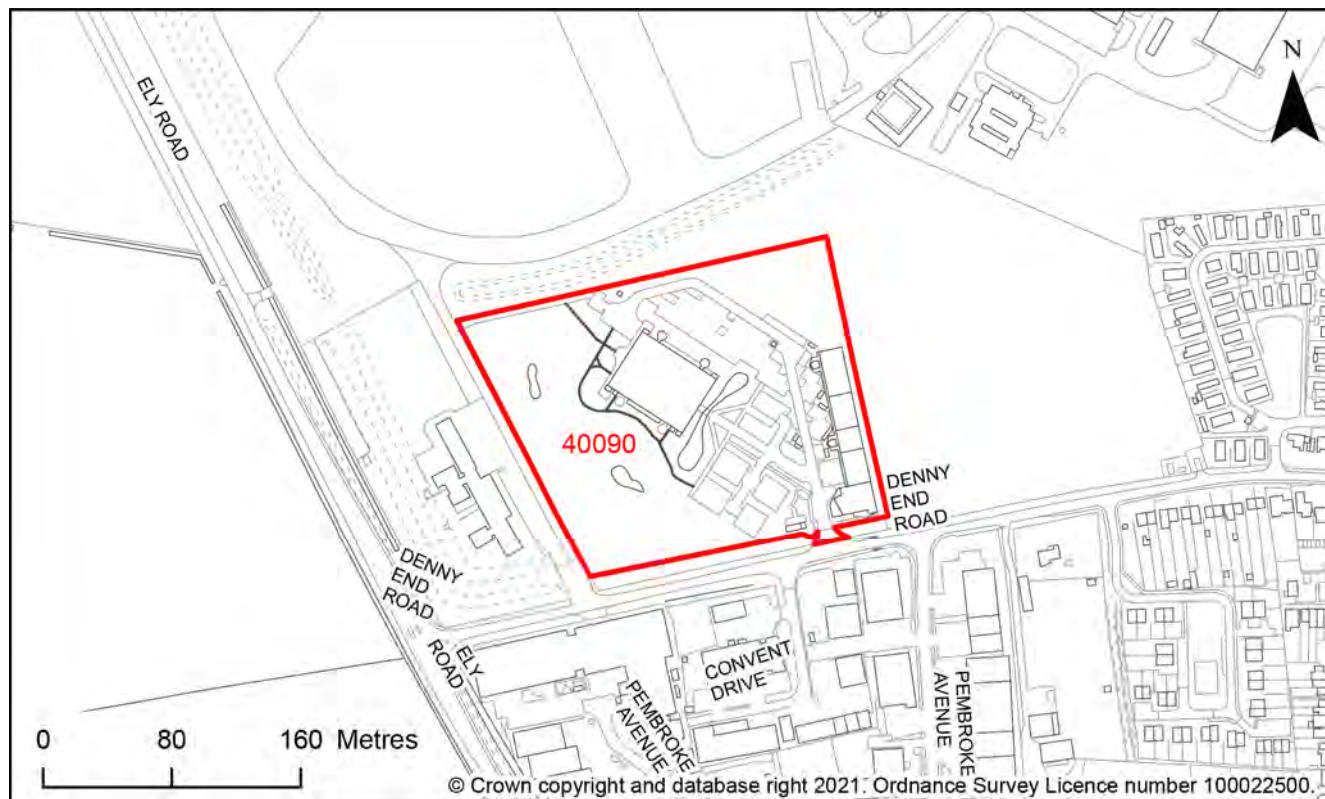 ELY ROAD
N
40090
DENNY
END
ROAD
DENNY
END
ROAD
ELY
ROAD
CONVENT
DRIVE
PEMBROKE
AVENUE
PEMBROKE
AVENUE
0 80 160 Metres
© Crown copyright and database right 2021. Ordnance Survey Licence number 100022500.